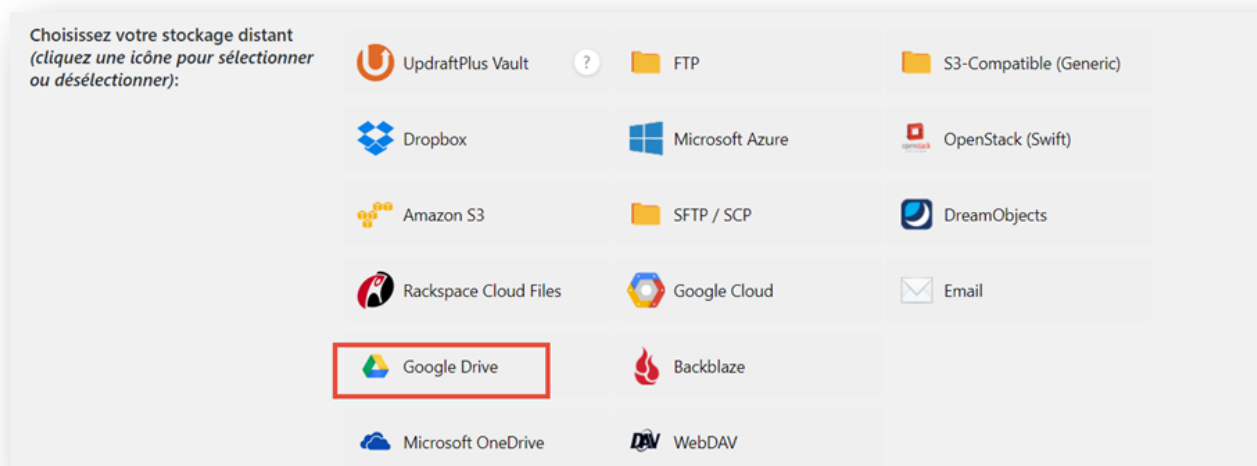 Choisissez votre stockage distant
(cliquez une icône pour sélectionner
ou désélectionner):
UpdraftPlus Vault ? FTP S3-Compatible (Generic)
Dropbox Microsoft Azure OpenStack (Swift)
Amazon S3 SFTP / SCP DreamObjects
Rackspace Cloud Files Google Cloud Email
Google Drive Backblaze
Microsoft OneDrive DAV WebDAV